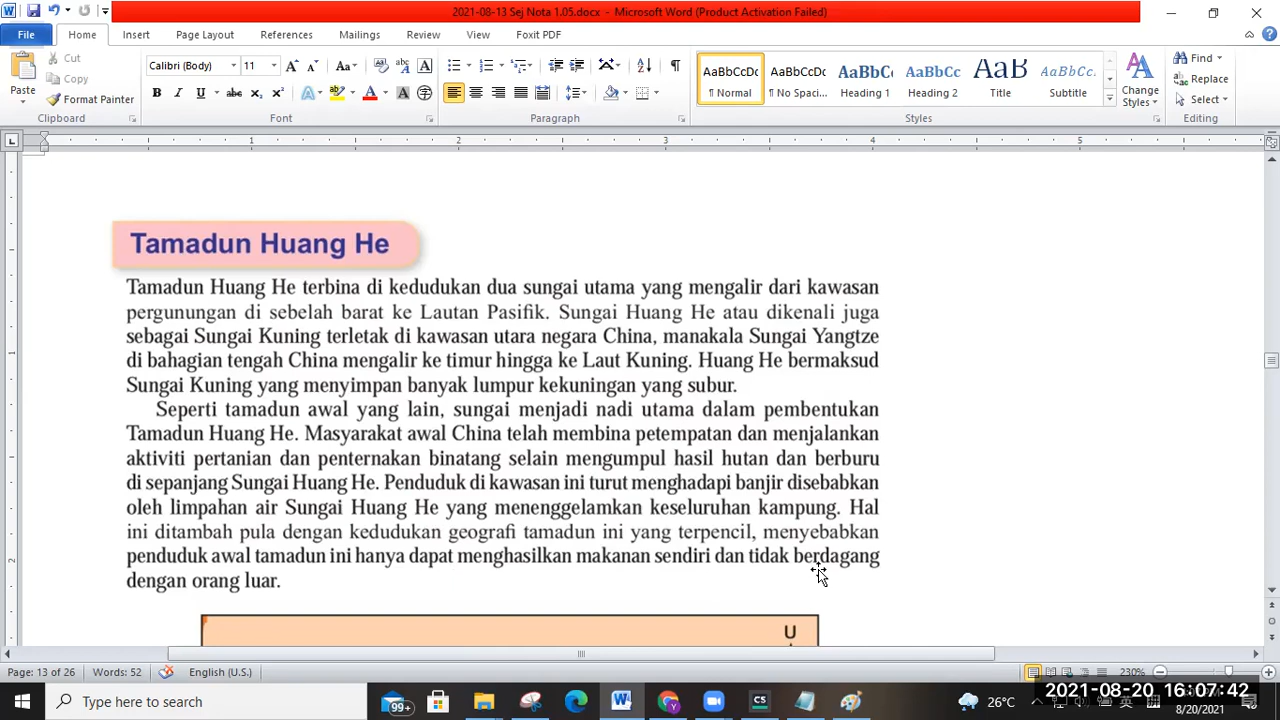 2021-08-13 Sej Nota 1.05.docx - Microsoft Word (Product Activation Failed)
File Home Insert Page Layout References Mailings Review View Foxit PDF
Paste
Cut
Copy
Format Painter
Clipboard
Calibri (Body) 11
Font
Paragraph
AaBbCcDc AaBbCcDc AaBbC AaBbCc AaB AaBbCc.
¶ Normal ¶ No Spaci... Heading 1 Heading 2 Title Subtitle
Change
Styles
Styles
Find
Replace
Select
Editing
1 2 3 4 5
Tamadun Huang He
Tamadun Huang He terbina di kedudukan dua sungai utama yang mengalir dari kawasan
pergunungan di sebelah barat ke Lautan Pasifik. Sungai Huang He atau dikenali juga
sebagai Sungai Kuning terletak di kawasan utara negara China, manakala Sungai Yangtze
di bahagian tengah China mengalir ke timur hingga ke Laut Kuning. Huang He bermaksud
Sungai Kuning yang menyimpan banyak lumpur kekuningan yang subur.
Seperti tamadun awal yang lain, sungai menjadi nadi utama dalam pembentukan
Tamadun Huang He. Masyarakat awal China telah membina petempatan dan menjalankan
aktiviti pertanian dan penternakan binatang selain mengumpul hasil hutan dan berburu
di sepanjang Sungai Huang He. Penduduk di kawasan ini turut menghadapi banjir disebabkan
oleh limpahan air Sungai Huang He yang menenggelamkan keseluruhan kampung. Hal
ini ditambah pula dengan kedudukan geografi tamadun ini yang terpencil, menyebabkan
penduduk awal tamadun ini hanya dapat menghasilkan makanan sendiri dan tidak berdagang
dengan orang luar.
U
Page: 13 of 26 Words: 52 English (U.S.) 230%
Type here to search
99+
26°C
2021-08-20 16:07:42
8/20/2021